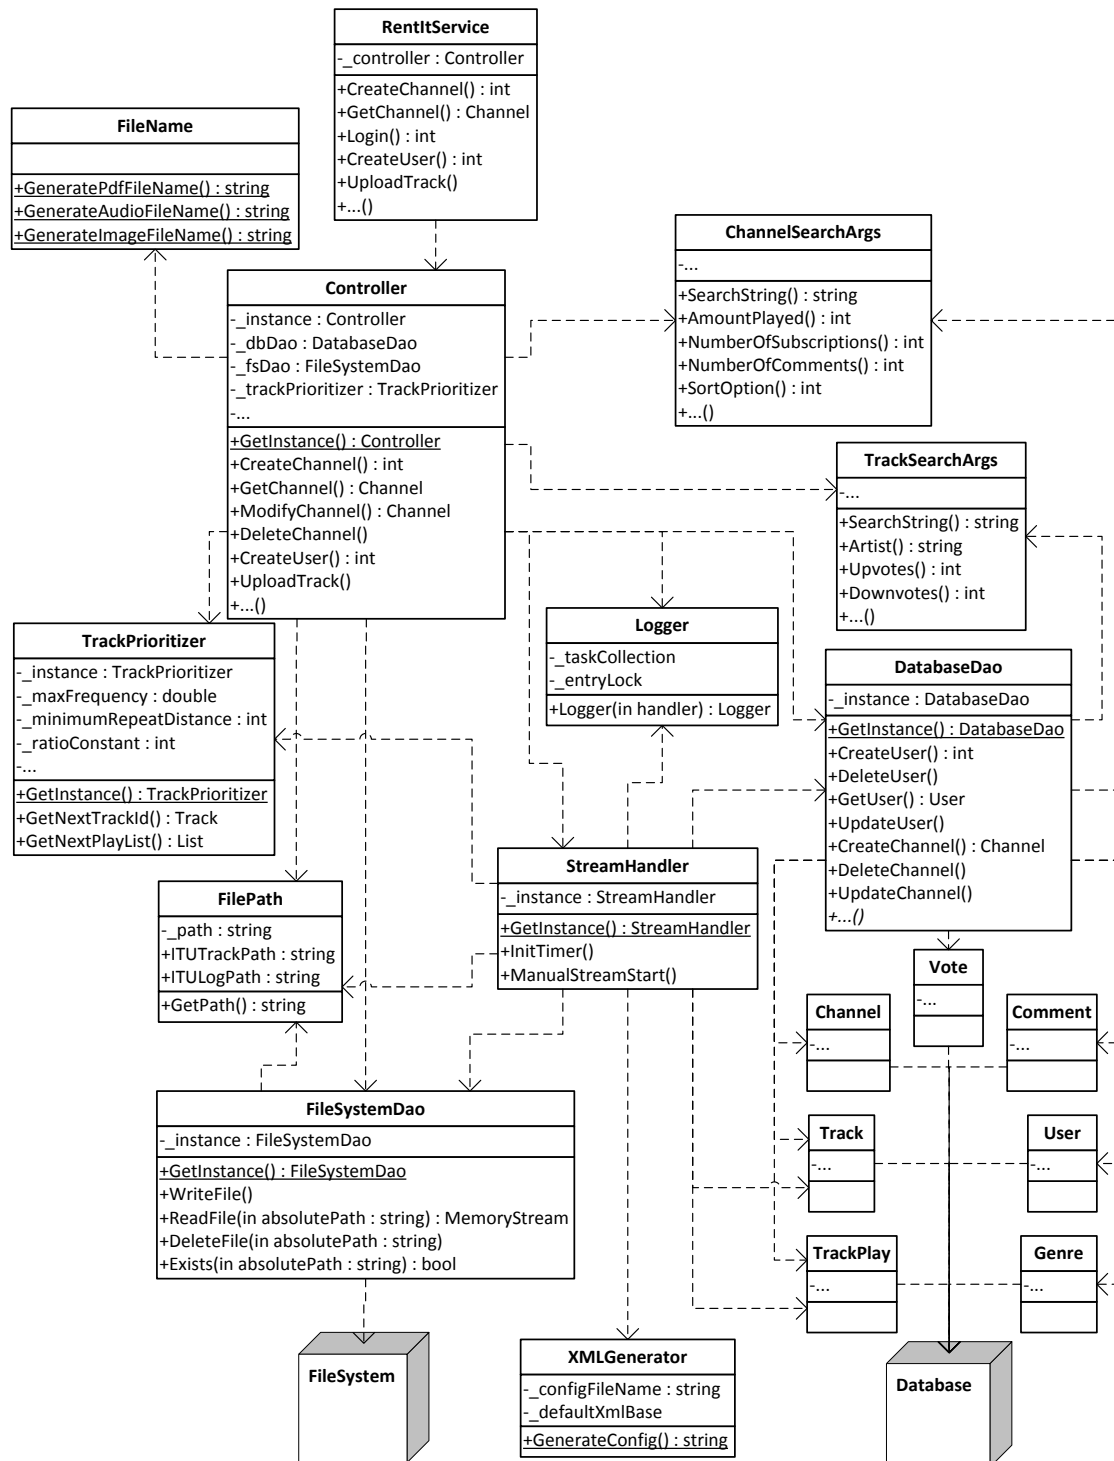 RentItService
-_controller : Controller
+CreateChannel() : int
+GetChannel() : Channel
+Login() : int
+CreateUser() : int
+UploadTrack()
+...()
FileName
+GeneratePdfFileName() : string
+GenerateAudioFileName() : string
+GenerateImageFileName() : string
ChannelSearchArgs
-...
+SearchString() : string
+AmountPlayed() : int
+NumberOfSubscriptions() : int
+NumberOfComments() : int
+SortOption() : int
+...()
Controller
-_instance : Controller
-_dbDao : DatabaseDao
-_fsDao : FileSystemDao
-_trackPrioritizer : TrackPrioritizer
-...
+GetInstance() : Controller
+CreateChannel() : int
+GetChannel() : Channel
+ModifyChannel() : Channel
+DeleteChannel()
+CreateUser() : int
+UploadTrack()
+...()
TrackSearchArgs
-...
+SearchString() : string
+Artist() : string
+Upvotes() : int
+Downvotes() : int
+...()
TrackPrioritizer
-_instance : TrackPrioritizer
-_maxFrequency : double
-_minimumRepeatDistance : int
-_ratioConstant : int
-...
+GetInstance() : TrackPrioritizer
+GetNextTrackId() : Track
+GetNextPlayList() : List
Logger
-_taskCollection
-_entryLock
+Logger(in handler) : Logger
DatabaseDao
-_instance : DatabaseDao
+GetInstance() : DatabaseDao
+CreateUser() : int
+DeleteUser()
+GetUser() : User
+UpdateUser()
+CreateChannel() : Channel
+DeleteChannel()
+UpdateChannel()
+...()
StreamHandler
-_instance : StreamHandler
+GetInstance() : StreamHandler
+InitTimer()
+ManualStreamStart()
FilePath
-_path : string
+ITUTrackPath : string
+ITULogPath : string
+GetPath() : string
Vote
-...
Channel
-...
Comment
-...
FileSystemDao
-_instance : FileSystemDao
+GetInstance() : FileSystemDao
+WriteFile()
+ReadFile(in absolutePath : string) : MemoryStream
+DeleteFile(in absolutePath : string)
+Exists(in absolutePath : string) : bool
Track
-...
User
-...
TrackPlay
-...
Genre
-...
FileSystem
XMLGenerator
-_configFileName : string
-_defaultXmlBase
+GenerateConfig() : string
Database